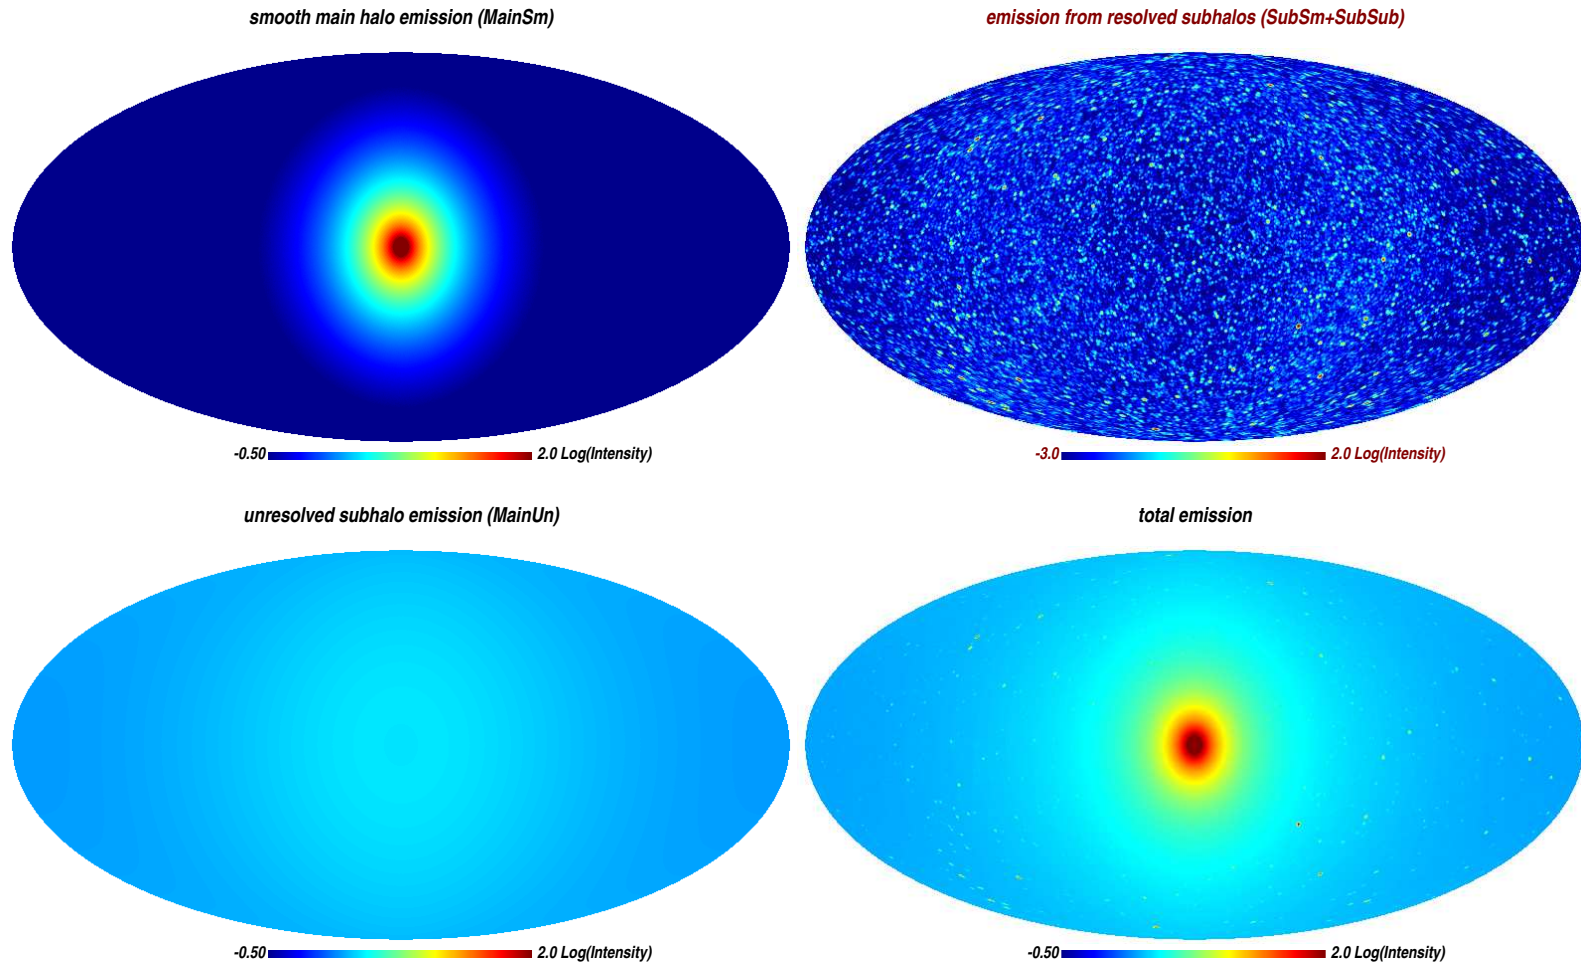 smooth main halo emission (MainSm)
emission from resolved subhalos (SubSm+SubSub)
-0.50 2.0 Log(Intensity)
-3.0 2.0 Log(Intensity)
unresolved subhalo emission (MainUn)
total emission
-0.50 2.0 Log(Intensity)
-0.50 2.0 Log(Intensity)